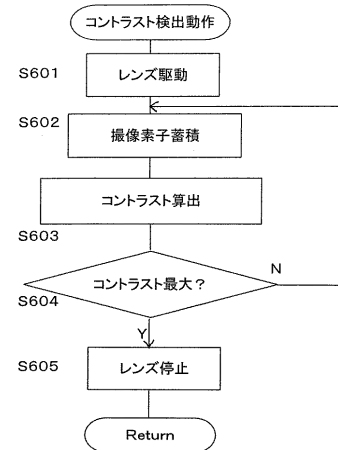 コントラスト検出動作
S601
レンズ駆動
S602
撮像素子蓄積
コントラスト算出
S603
コントラスト最大？
N
S604
Y
S605
レンズ停止
Return